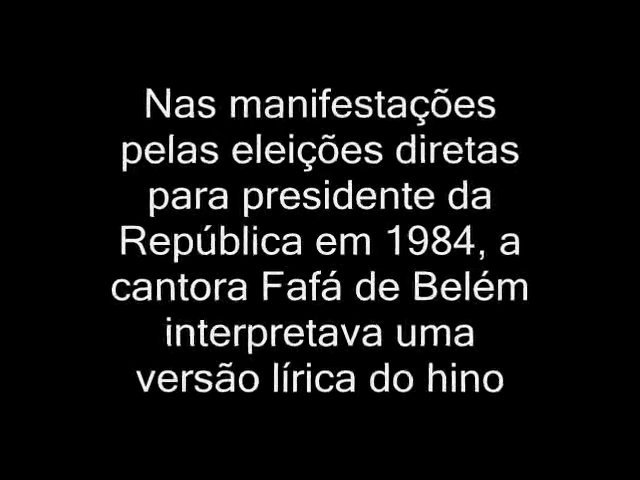 Nas manifestações
pelas eleições diretas
para presidente da
República em 1984, a
cantora Fafá de Belém
interpretava uma
versão lírica do hino